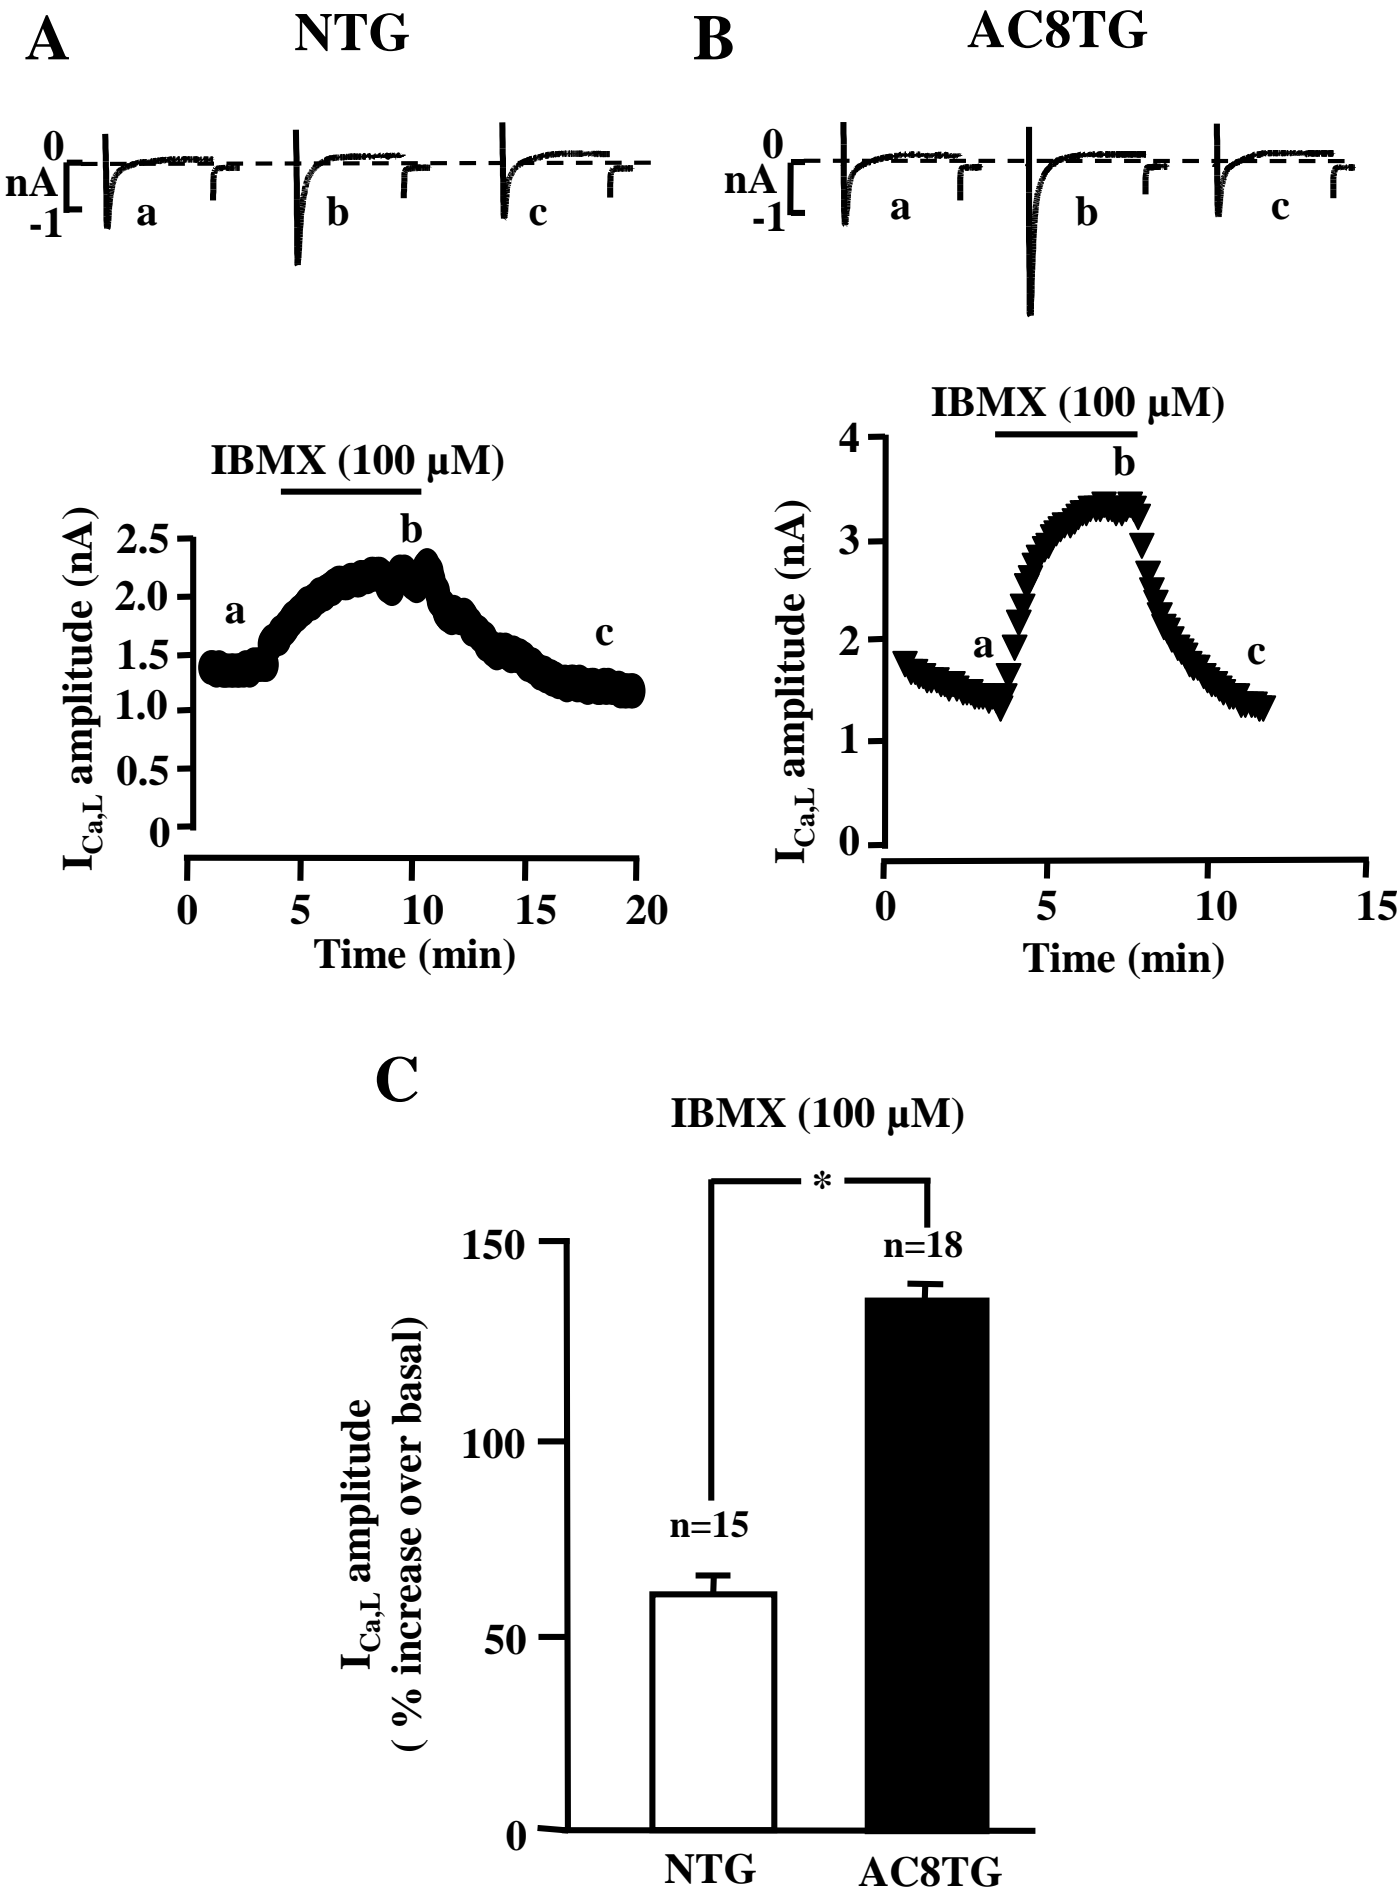 A
NTG
B
AC8TG
0
nA
-1
a
b
c
0
nA
-1
a
b
c
IBMX (100 µM)
b
a
c
I Ca,L amplitude (nA)
2.5
2.0
1.5
1.0
0.5
0
0 5 10 15 20
Time (min)
IBMX (100 µM)
b
a
c
I Ca,L amplitude (nA)
4
3
2
1
0
0 5 10 15
Time (min)
C
IBMX (100 µM)
*
n=18
n=15
I Ca,L amplitude
( % increase over basal)
150
100
50
0
NTG AC8TG